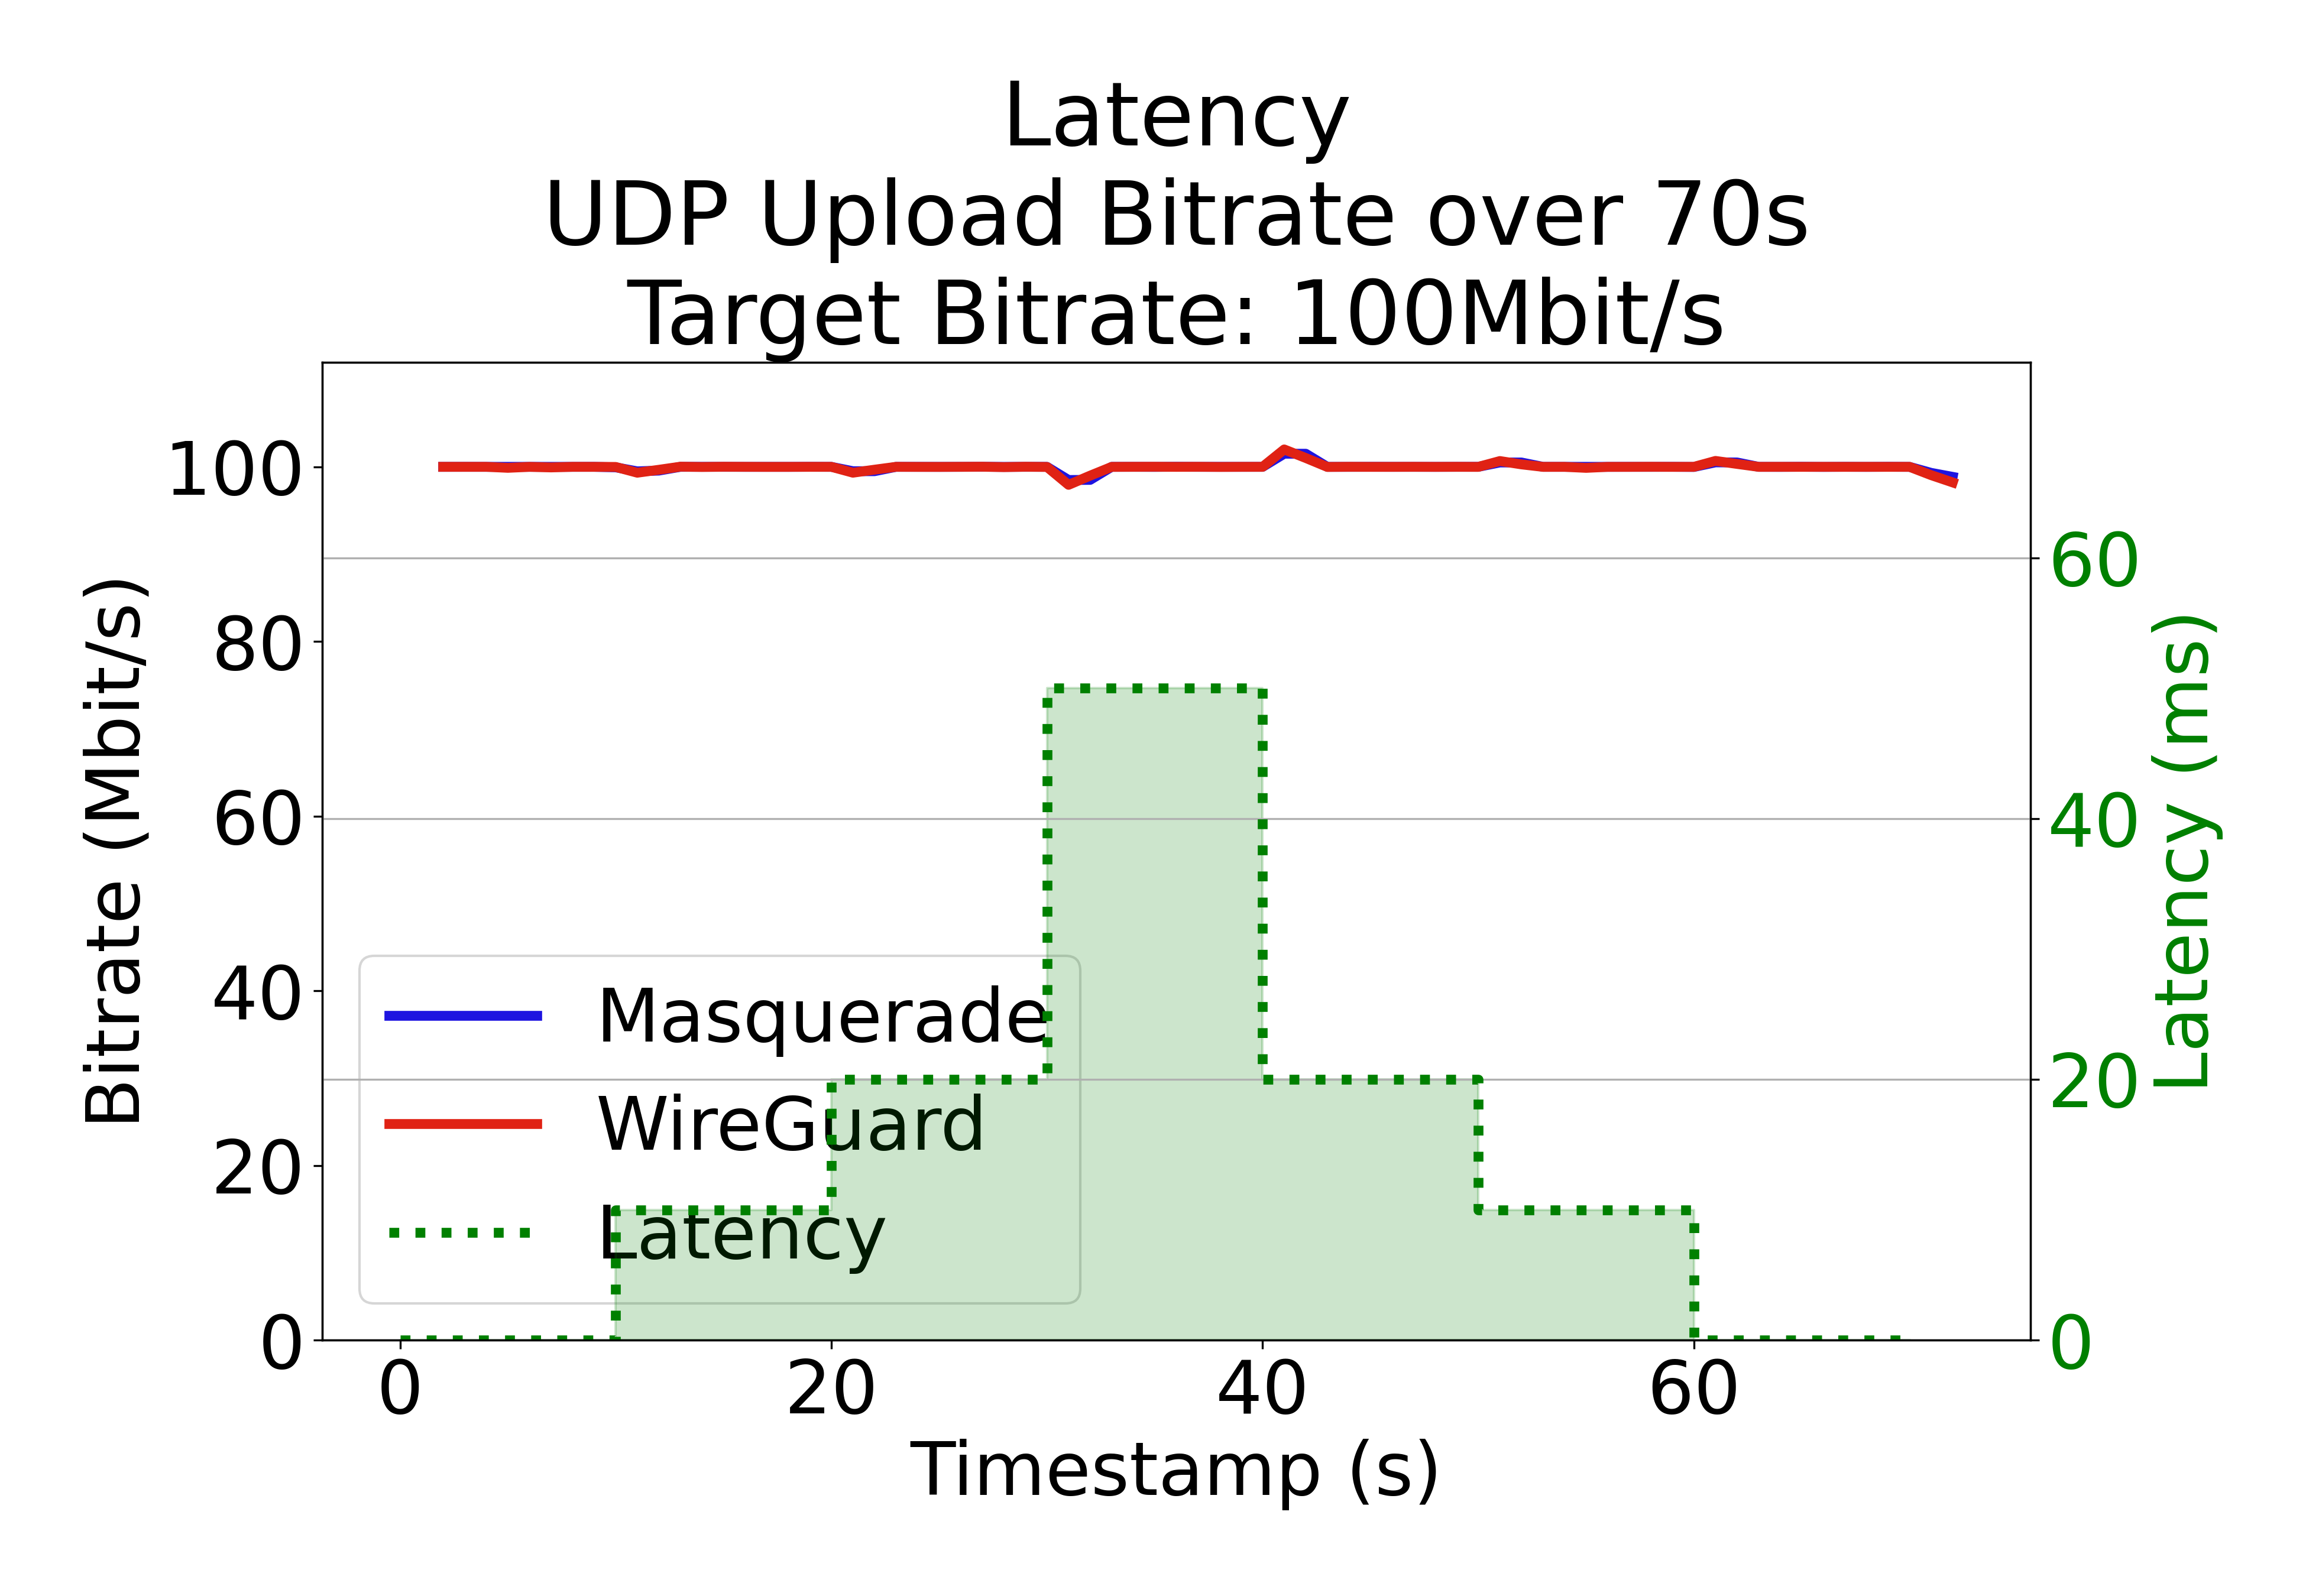 Latency
UDP Upload Bitrate over 70s
Target Bitrate: 100Mbit/s
Bitrate (Mbit/s)
100
80
60
40
20
0
Masquerade
WireGuard
Latency
60
40
20
0
Latency (ms)
0 20 40 60
Timestamp (s)